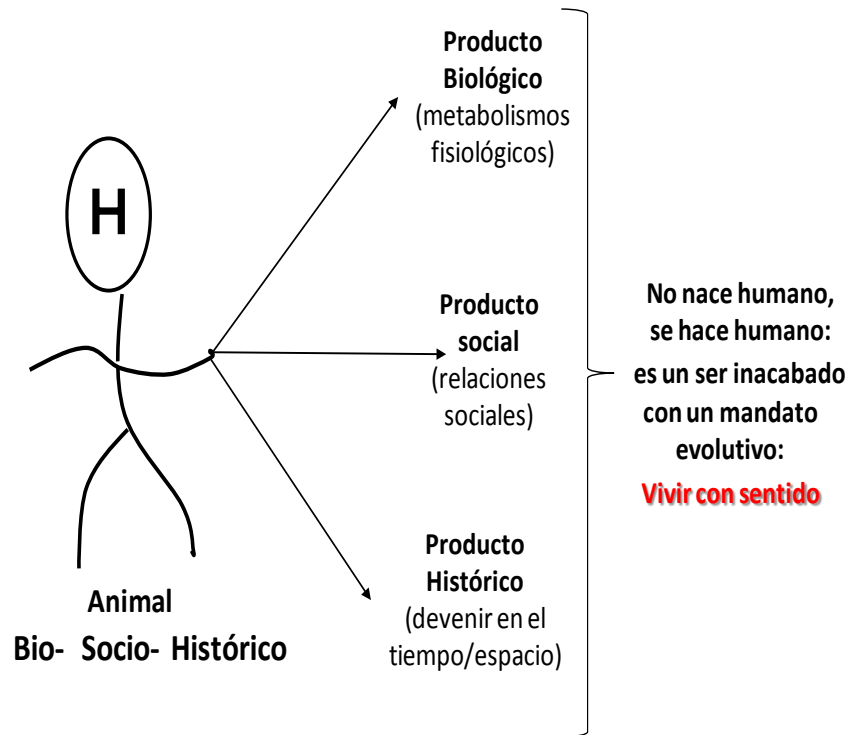 H
Animal
Bio- Socio- Histórico
Producto
Biológico
(metabolismos
fisiológicos)
Producto
social
(relaciones
sociales)
Producto
Histórico
(devenir en el
tiempo/espacio)
No nace humano,
se hace humano:
es un ser inacabado
con un mandato
evolutivo:
Vivir con sentido